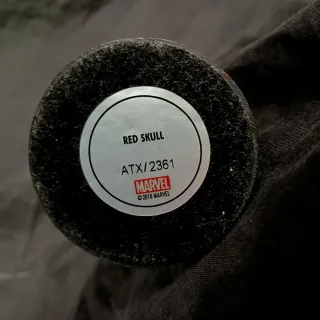 RED SKULL
ATX/2361
MARVEL
© 2018 MARVEL